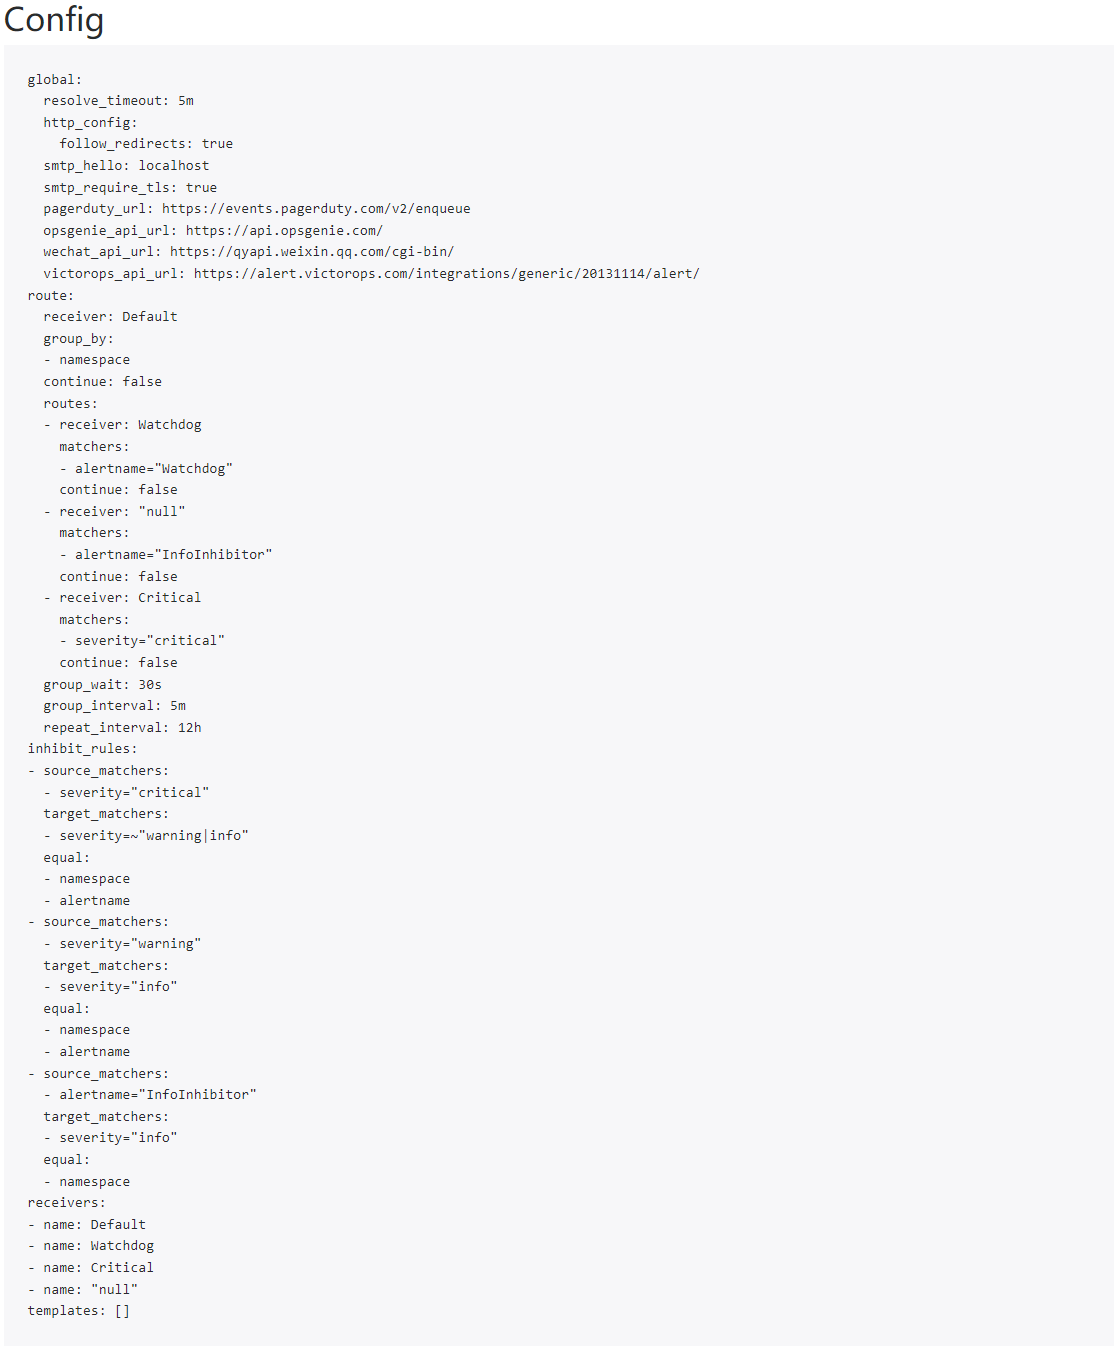 Config
global:
  resolve_timeout: 5m
  http_config:
    follow_redirects: true
  smtp_hello: localhost
  smtp_require_tls: true
  pagerduty_url: https://events.pagerduty.com/v2/enqueue
  opsgenie_api_url: https://api.opsgenie.com/
  wechat_api_url: https://qyapi.weixin.qq.com/cgi-bin/
  victorops_api_url: https://alert.victorops.com/integrations/generic/20131114/alert/
route:
  receiver: Default
  group_by:
  - namespace
  continue: false
  routes:
  - receiver: Watchdog
    matchers:
    - alertname="Watchdog"
    continue: false
  - receiver: "null"
    matchers:
    - alertname="InfoInhibitor"
    continue: false
  - receiver: Critical
    matchers:
    - severity="critical"
    continue: false
  group_wait: 30s
  group_interval: 5m
  repeat_interval: 12h
inhibit_rules:
- source_matchers:
  - severity="critical"
  target_matchers:
  - severity=~"warning|info"
  equal:
  - namespace
  - alertname
- source_matchers:
  - severity="warning"
  target_matchers:
  - severity="info"
  equal:
  - namespace
  - alertname
- source_matchers:
  - alertname="InfoInhibitor"
  target_matchers:
  - severity="info"
  equal:
  - namespace
receivers:
- name: Default
- name: Watchdog
- name: Critical
- name: "null"
templates: []